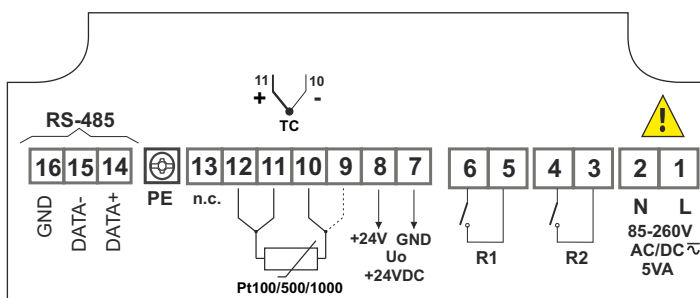 11 10
+ -
TC
RS-485
16 15 14 13 12 11 10 9 8 7 6 5 4 3 2 1
GND DATA- DATA+ PE n.c. +24V GND R1 R2 N L
Uo
+24VDC
Pt100/500/1000
85-260V
AC/DC
5VA